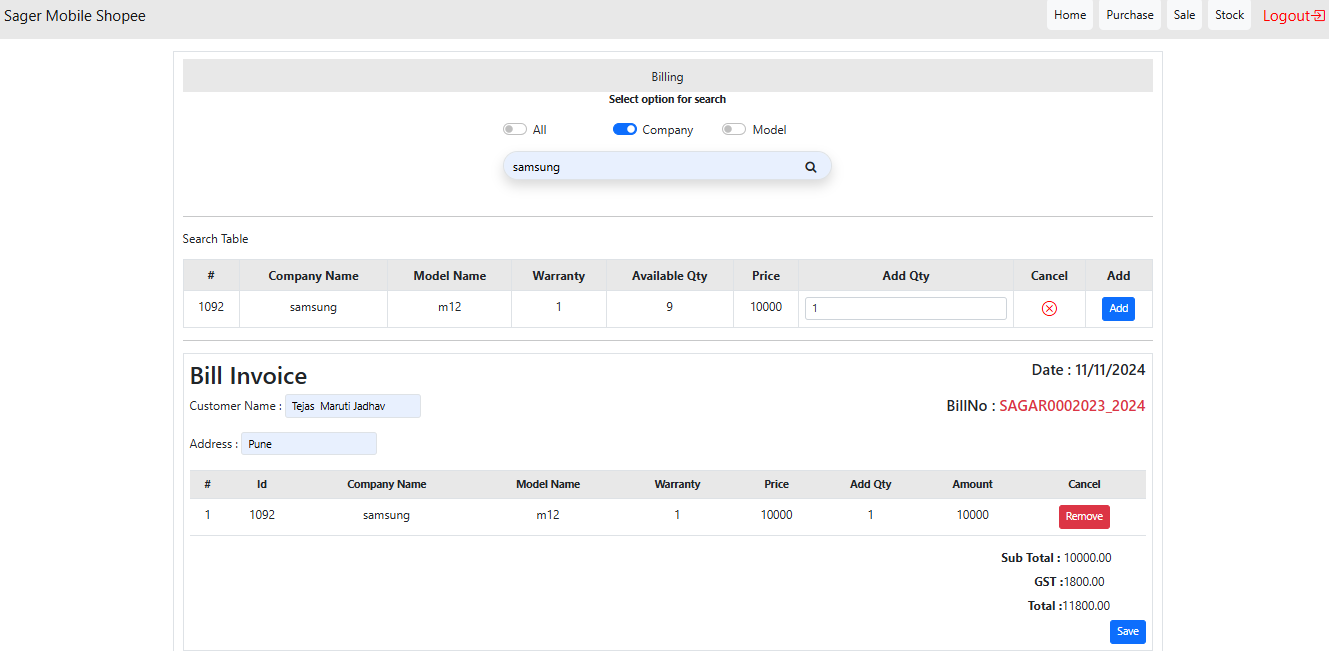 Sager Mobile Shopee Home Purchase Sale Stock Logout
Billing
Select option for search
All Company Model
samsung
Search Table
# Company Name Model Name Warranty Available Qty Price Add Qty Cancel Add
1092 samsung m12 1 9 10000 1 Add
Bill Invoice Date : 11/11/2024
Customer Name : Tejas Maruti Jadhav BillNo : SAGAR0002023_2024
Address : Pune
# Id Company Name Model Name Warranty Price Add Qty Amount Cancel
1 1092 samsung m12 1 10000 1 10000 Remove
Sub Total : 10000.00
GST :1800.00
Total :11800.00
Save